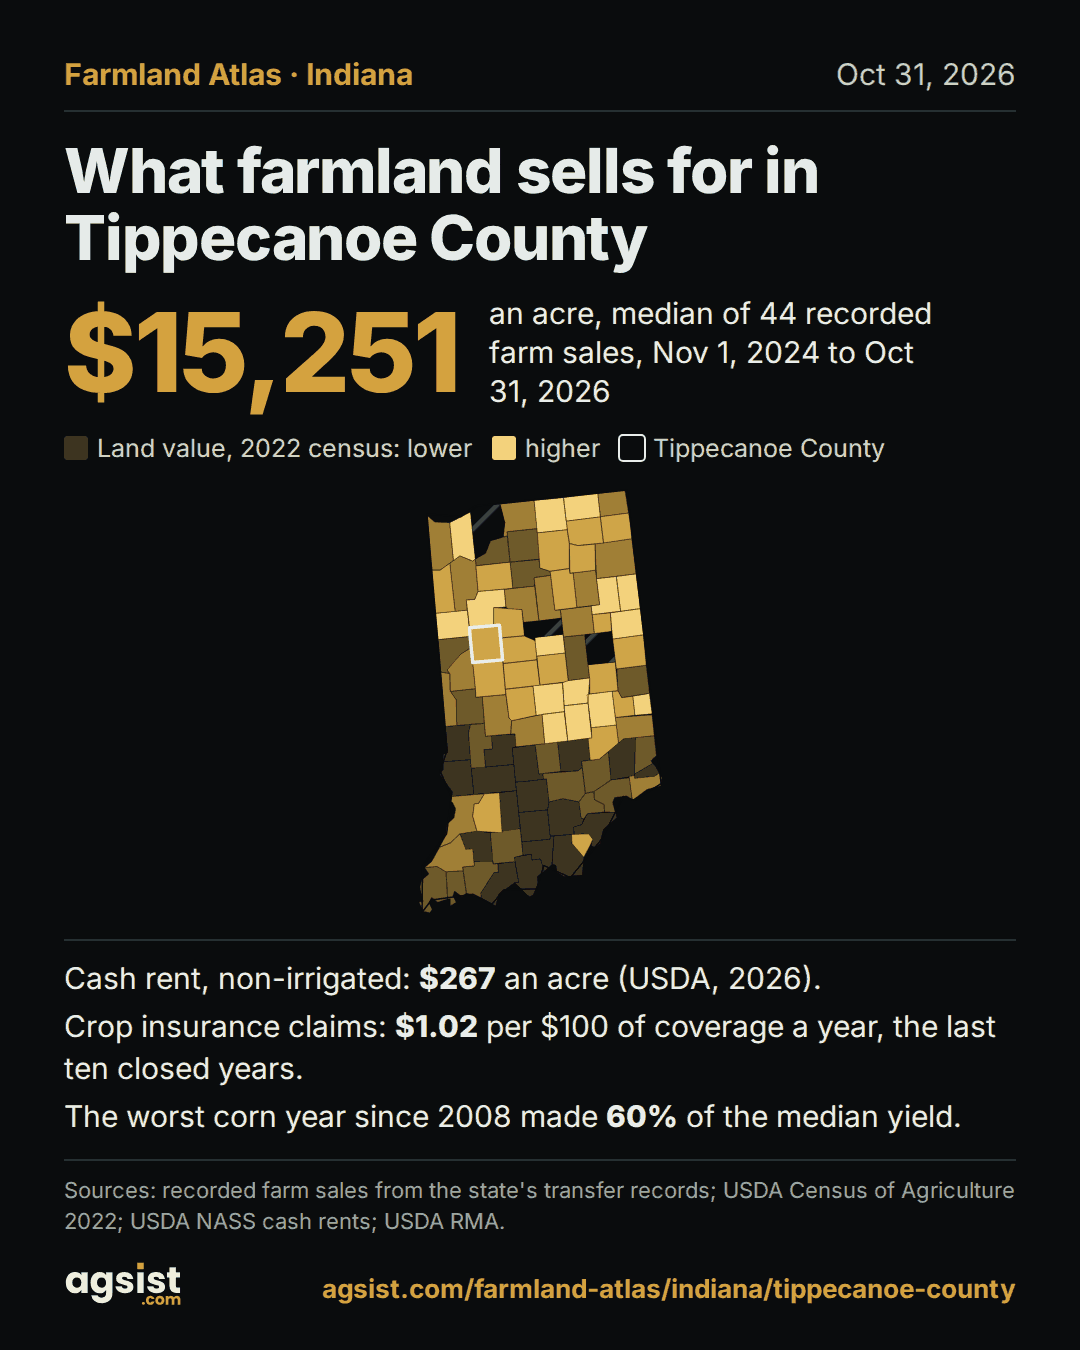 Farmland Atlas · Indiana
Oct 31, 2026
What farmland sells for in
Tippecanoe County
$15,251
an acre, median of 44 recorded
farm sales, Nov 1, 2024 to Oct
31, 2026
Land value, 2022 census: lower
higher
Tippecanoe County
Cash rent, non-irrigated: $267 an acre (USDA, 2026).
Crop insurance claims: $1.02 per $100 of coverage a year, the last
ten closed years.
The worst corn year since 2008 made 60% of the median yield.
Sources: recorded farm sales from the state's transfer records; USDA Census of Agriculture
2022; USDA NASS cash rents; USDA RMA.
agsist
.com
agsist.com/farmland-atlas/indiana/tippecanoe-county